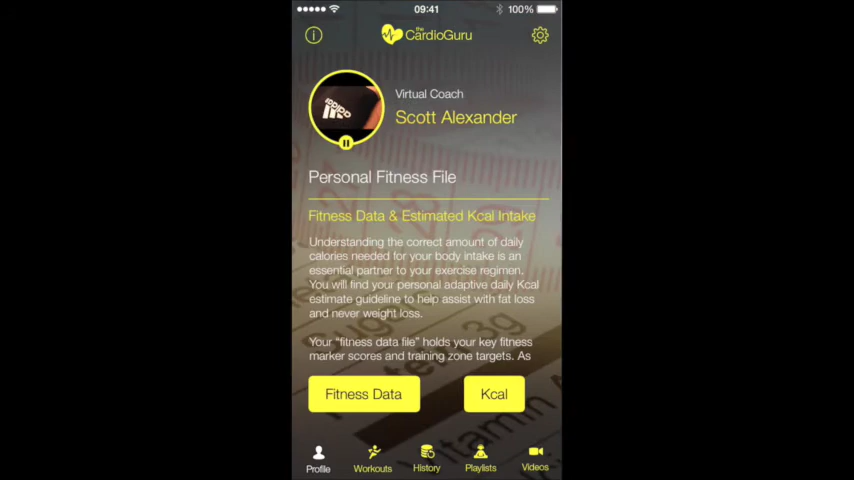 09:41
100%
the
CardioGuru
adidas
Virtual Coach
Scott Alexander
Personal Fitness File
Fitness Data & Estimated Kcal Intake
Understanding the correct amount of daily
calories needed for your body intake is an
essential partner to your exercise regimen.
You will find your personal adaptive daily Kcal
estimate guideline to help assist with fat loss
and never weight loss.
Your “fitness data file” holds your key fitness
marker scores and training zone targets. As
Fitness Data
Kcal
Profile
Workouts
History
Playlists
Videos